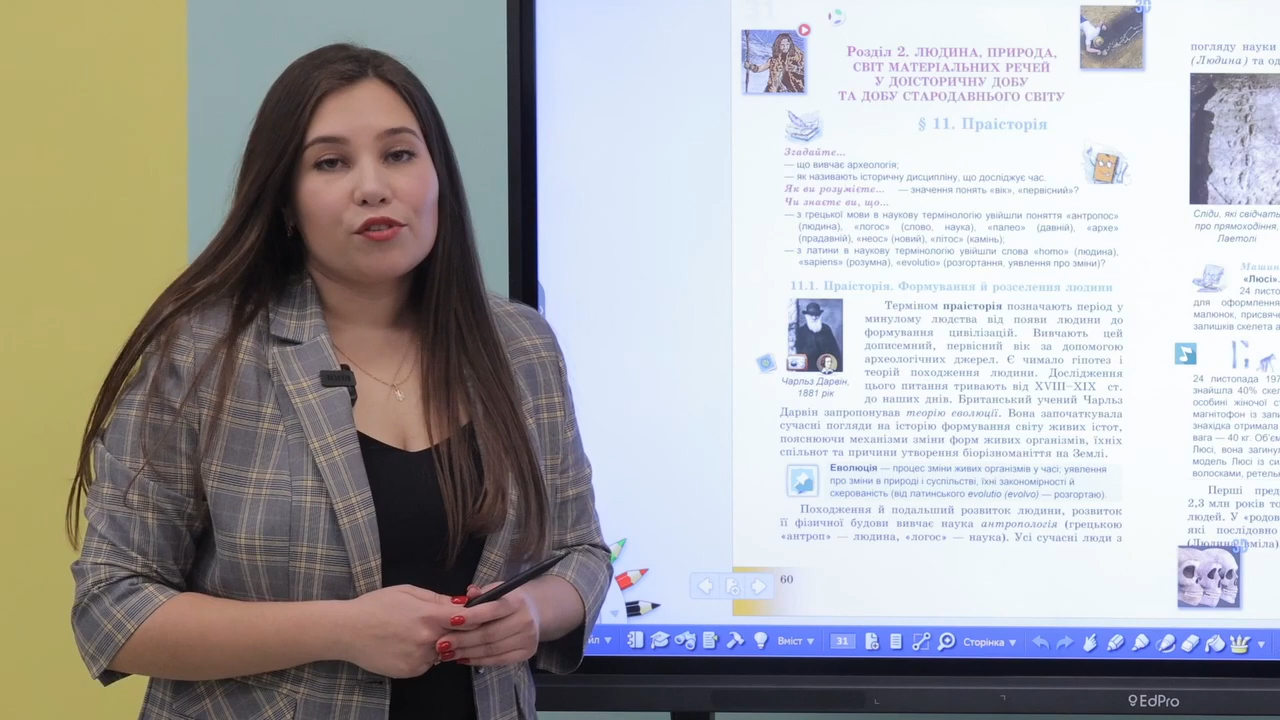 Розділ 2. ЛЮДИНА, ПРИРОДА,
СВІТ МАТЕРІАЛЬНИХ РЕЧЕЙ
У ДОІСТОРИЧНУ ДОБУ
ТА ДОБУ СТАРОДАВНЬОГО СВІТУ
§ 11. Праісторія
Згадайте...
— що вивчає археологія;
— як називають історичну дисципліну, що досліджує час.
Як ви розумієте... — значення понять «вік», «первісний»?
Чи знаєте ви, що...
— з грецької мови в наукову термінологію увійшли поняття «антропос»
(людина), «логос» (слово, наука), «палео» (давній), «архе»
(прадавній), «неос» (новий), «літос» (камінь);
— з латини в наукову термінологію увійшли слова «homo» (людина),
«sapiens» (розумна), «evolutio» (розгортання, уявлення про зміни)?
11.1. Праісторія. Формування й розселення людини
Терміном праісторія позначають період у
минулому людства від появи людини до
формування цивілізацій. Вивчають цей
дописемний, первісний вік за допомогою
археологічних джерел. Є чимало гіпотез і
теорій походження людини. Дослідження
цього питання тривають від XVIII–XIX ст.
до наших днів. Британський учений Чарльз
Дарвін запропонував теорію еволюції. Вона започаткувала
сучасні погляди на історію формування світу живих істот,
пояснюючи механізми зміни форм живих організмів, їхніх
спільнот та причини утворення біорізноманіття на Землі.
Чарльз Дарвін,
1881 рік
Еволюція — процес зміни живих організмів у часі; уявлення
про зміни в природі і суспільстві, їхні закономірності й
скерованість (від латинського evolutio (evolvo) — розгортаю).
Походження й подальший розвиток людини, розвиток
її фізичної будови вивчає наука антропологія (грецькою
«антроп» — людина, «логос» — наука). Усі сучасні люди з
60
погляду науки
(Людина) та од
Сліди, які свідчать
про прямоходіння,
Лаетолі
Машин
«Люсі».
24 листо
для оформлення
малюнок, присвяче
залишків скелета а
24 листопада 197
знайшла 40% скел
особині жіночої ст
магнітофон із запи
знахідка отримала
вага — 40 кг. Об'єм
Люсі, вона загинул
модель Люсі із си
волосками, ретель
Перші пред
2,3 млн років то
людей. У «родов
які послідовно
(Людина вміла)
3D
Вміст
31
Сторінка
EdPro